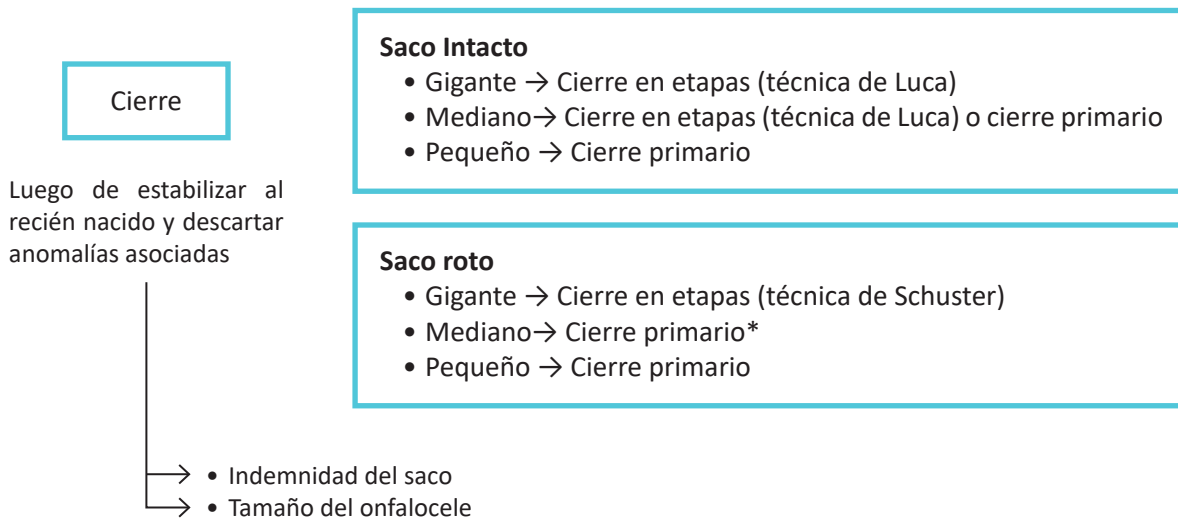 Cierre
Luego de estabilizar al
recién nacido y descartar
anomalías asociadas
• Indemnidad del saco
• Tamaño del onfalocele
Saco Intacto
• Gigante → Cierre en etapas (técnica de Luca)
• Mediano→ Cierre en etapas (técnica de Luca) o cierre primario
• Pequeño → Cierre primario
Saco roto
• Gigante → Cierre en etapas (técnica de Schuster)
• Mediano→ Cierre primario*
• Pequeño → Cierre primario